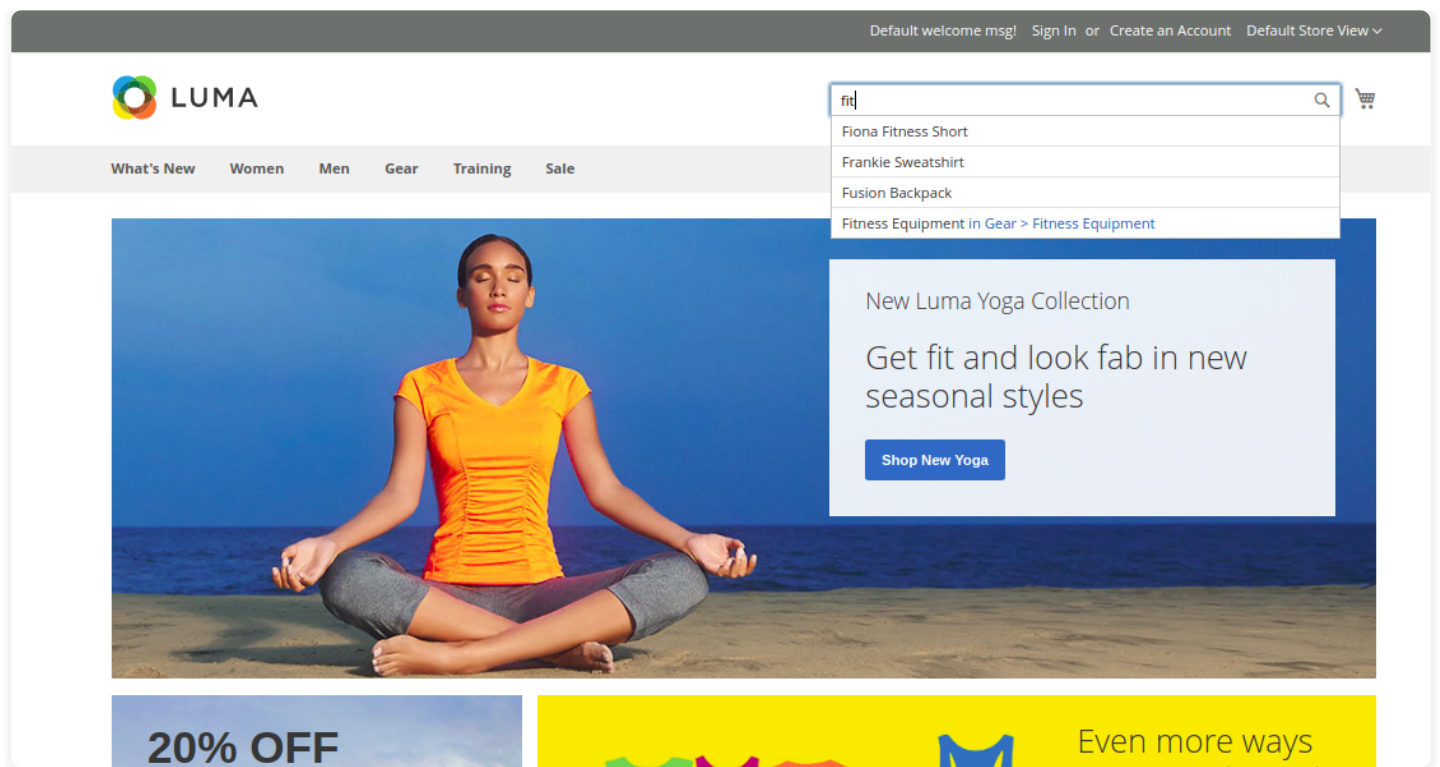 Default welcome msg! Sign In or Create an Account Default Store View
LUMA
fit
Fiona Fitness Short
Frankie Sweatshirt
Fusion Backpack
Fitness Equipment in Gear > Fitness Equipment
What's New Women Men Gear Training Sale
New Luma Yoga Collection
Get fit and look fab in new
seasonal styles
Shop New Yoga
20% OFF
Even more ways